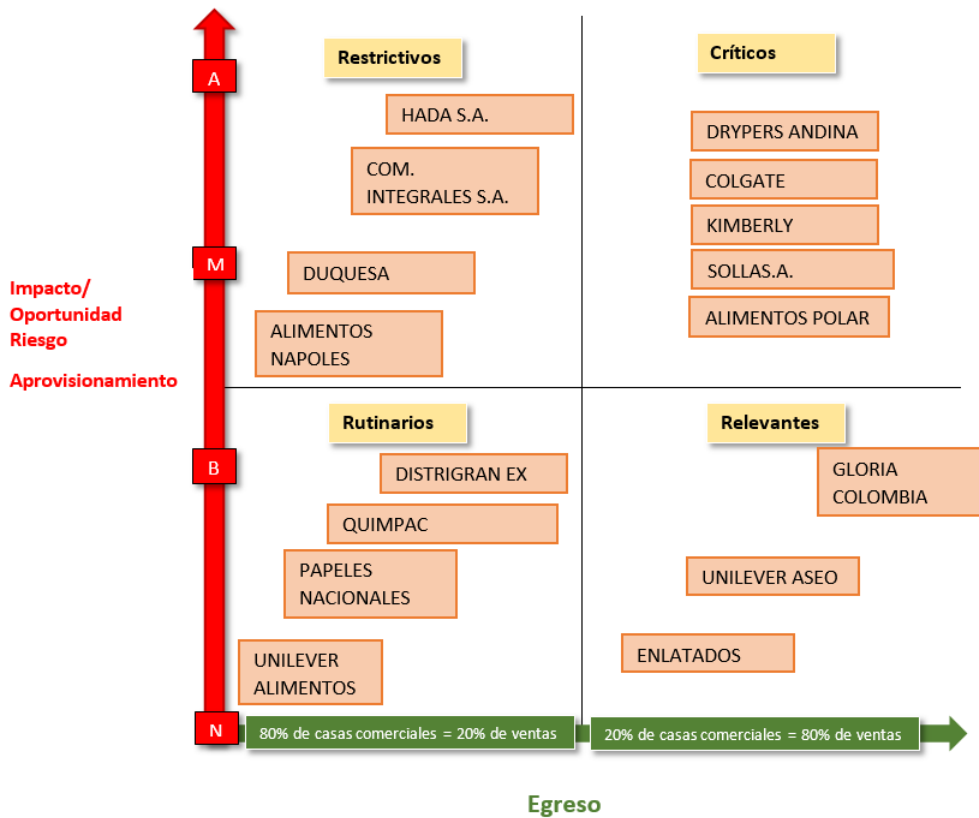 Restrictivos
Críticos
A
HADA S.A.
DRYPERS ANDINA
COM.
INTEGRALES S.A.
COLGATE
KIMBERLY
M
DUQUESA
SOLLAS.A.
Impacto/
Oportunidad
Riesgo
Aprovisionamiento
ALIMENTOS
NAPOLES
ALIMENTOS POLAR
Rutinarios
Relevantes
B
DISTRIGRAN EX
GLORIA
COLOMBIA
QUIMPAC
PAPELES
NACIONALES
UNILEVER ASEO
UNILEVER
ALIMENTOS
ENLATADOS
N
80% de casas comerciales = 20% de ventas
20% de casas comerciales = 80% de ventas
Egreso